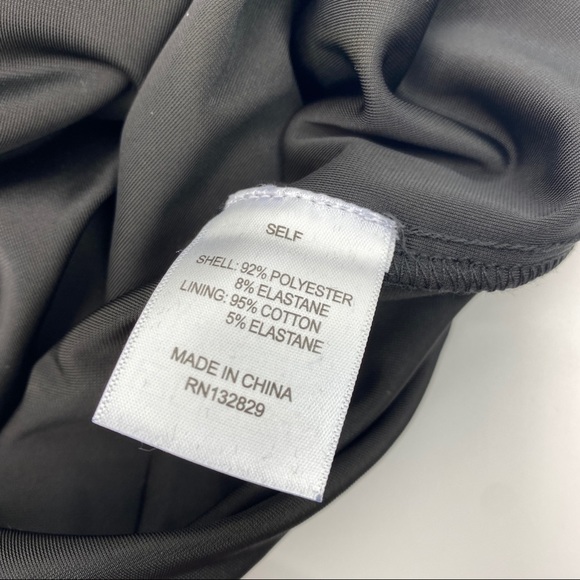 SELF
SHELL: 92% POLYESTER
8% ELASTANE
LINING: 95% COTTON
5% ELASTANE
MADE IN CHINA
RN132829